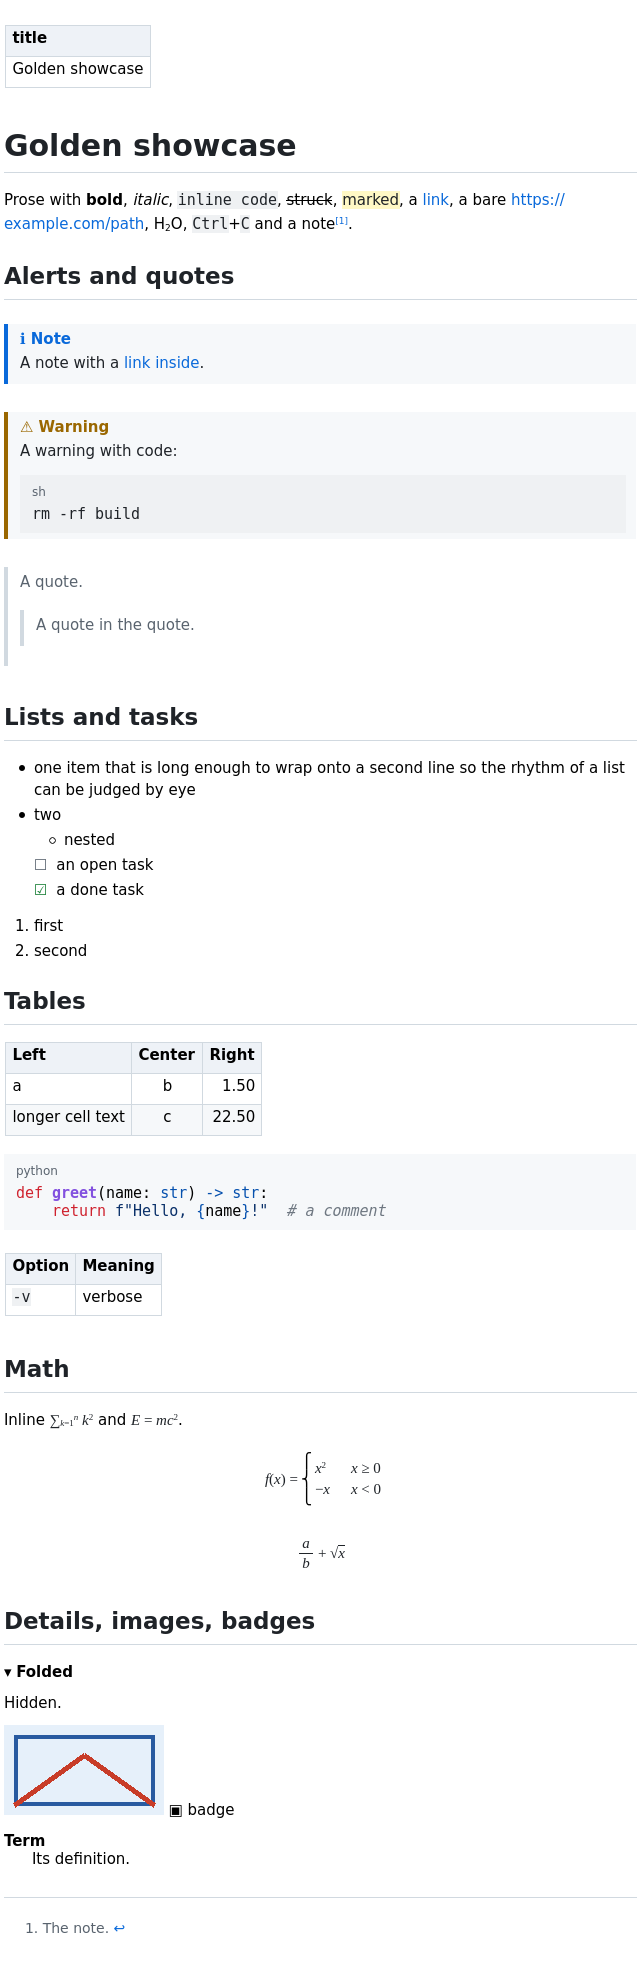 title
Golden showcase
Golden showcase
Prose with bold, italic, inline code, struck, marked, a link, a bare https://
example.com/path, H₂O, Ctrl+C and a note[1].
Alerts and quotes
ℹ Note
A note with a link inside.
⚠ Warning
A warning with code:
sh
rm -rf build
A quote.
A quote in the quote.
Lists and tasks
• one item that is long enough to wrap onto a second line so the rhythm of a list
can be judged by eye
• two
◦ nested
☐ an open task
☑ a done task
1. first
2. second
Tables
Left Center Right
a b 1.50
longer cell text c 22.50
python
def greet(name: str) -> str:
    return f"Hello, {name}!"  # a comment
Option Meaning
-v verbose
Math
Inline ∑k=1n k² and E = mc².
f(x) = { x² x ≥ 0
−x x < 0
a
b + √x
Details, images, badges
▾ Folded
Hidden.
▣ badge
Term
Its definition.
1. The note. ↩